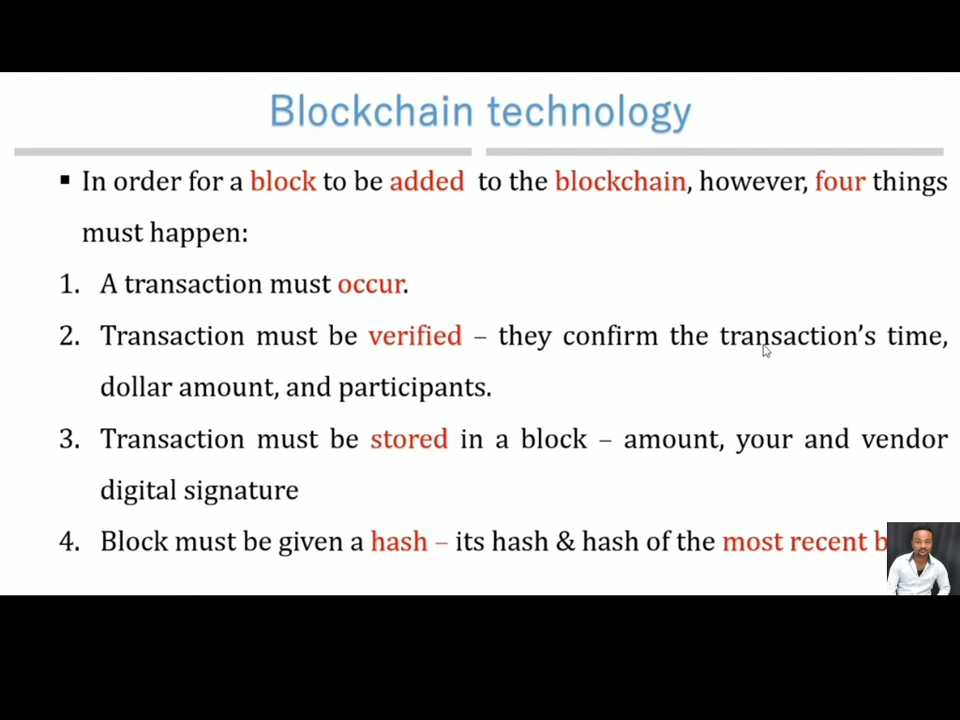 Blockchain technology
▪ In order for a block to be added to the blockchain, however, four things
must happen:
1. A transaction must occur.
2. Transaction must be verified – they confirm the transaction's time,
dollar amount, and participants.
3. Transaction must be stored in a block – amount, your and vendor
digital signature
4. Block must be given a hash – its hash & hash of the most recent